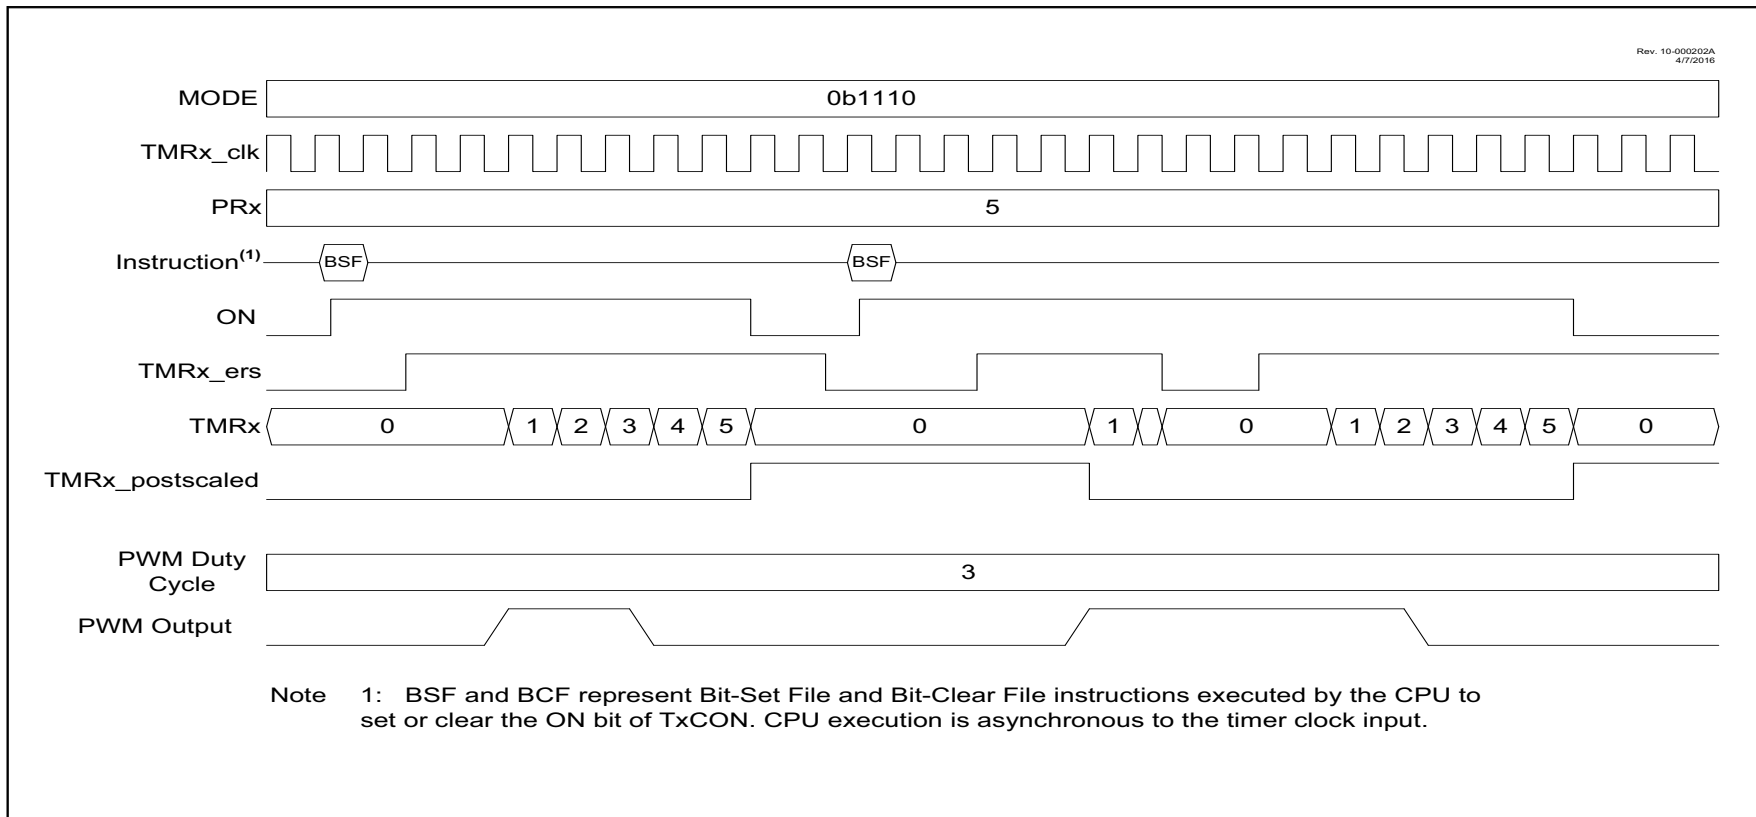 Rev. 10-000202A
4/7/2016
MODE 0b1110
TMRx_clk
PRx 5
Instruction(1) BSF BSF
ON
TMRx_ers
TMRx 0 1 2 3 4 5 0 1 0 1 2 3 4 5 0
TMRx_postscaled
PWM Duty
Cycle 3
PWM Output
Note 1: BSF and BCF represent Bit-Set File and Bit-Clear File instructions executed by the CPU to
set or clear the ON bit of TxCON. CPU execution is asynchronous to the timer clock input.